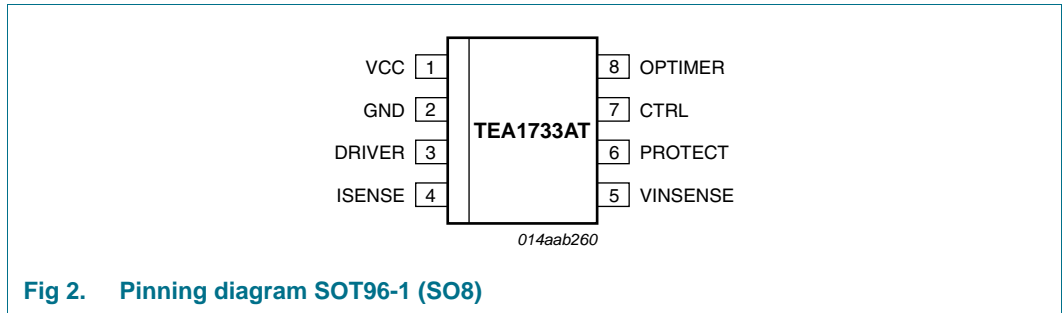 VCC 1 8 OPTIMER
GND 2 7 CTRL
TEA1733AT
DRIVER 3 6 PROTECT
ISENSE 4 5 VINSENSE
014aab260
Fig 2. Pinning diagram SOT96-1 (SO8)